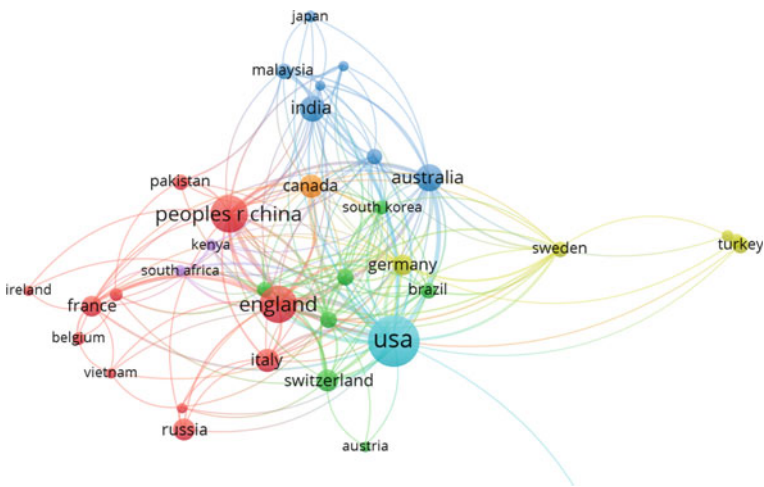 japan
malaysia
india
pakistan
canada
australia
peoples r china
south korea
kenya
sweden
turkey
south africa
germany
ireland
france
england
brazil
belgium
usa
vietnam
italy
switzerland
russia
austria